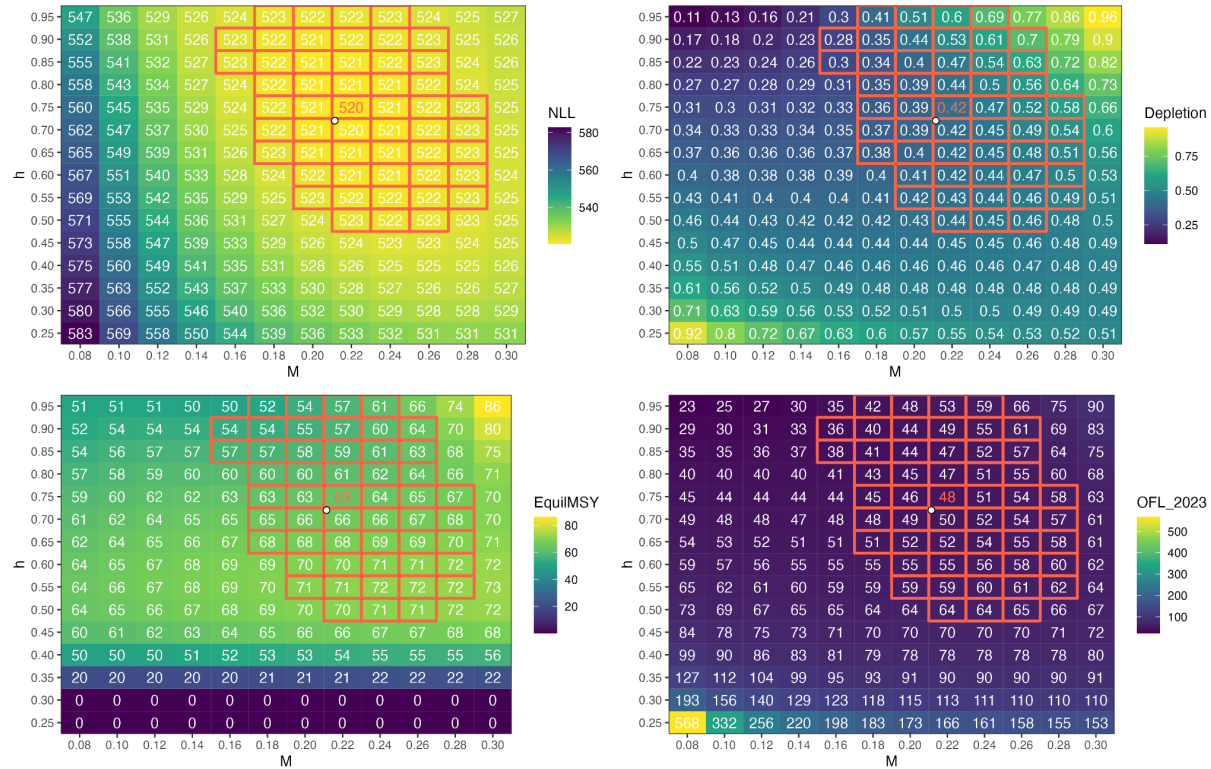 0.95 547 536 529 525 524 523 522 522 522 523 525 527
0.90 552 538 531 526 523 522 521 522 522 523 525 526
0.85 555 541 532 527 523 522 521 521 522 523 524 526
0.80 557 543 534 528 524 522 521 521 521 522 524 525
0.75 560 545 535 529 524 522 521 520 521 522 523 525
0.70 562 547 537 530 525 522 521 520 521 522 523 525
0.65 565 549 539 531 526 523 521 521 521 522 523 525
0.60 567 551 540 533 528 524 522 521 521 522 523 524
0.55 569 553 542 535 529 525 523 522 522 522 523 525
0.50 571 555 544 536 531 527 524 523 522 523 523 525
0.45 573 558 547 539 533 529 526 524 523 523 524 525
0.40 575 560 549 541 535 531 528 526 525 525 525 526
0.35 577 563 552 543 537 533 530 528 527 526 526 526
0.30 580 566 555 546 540 536 532 530 529 529 528 528
0.25 583 569 558 550 544 539 536 533 532 531 531 531
0.08 0.10 0.12 0.14 0.16 0.18 0.20 0.22 0.24 0.26 0.28 0.30
M
h
NLL
580
560
540
0.95 0.11 0.13 0.16 0.21 0.3 0.41 0.51 0.6 0.69 0.77 0.86 0.96
0.90 0.17 0.18 0.2 0.23 0.28 0.35 0.44 0.53 0.61 0.7 0.79 0.9
0.85 0.22 0.23 0.24 0.26 0.3 0.34 0.4 0.47 0.54 0.63 0.72 0.82
0.80 0.27 0.27 0.28 0.29 0.31 0.35 0.39 0.44 0.5 0.56 0.64 0.73
0.75 0.31 0.3 0.31 0.32 0.33 0.36 0.39 0.42 0.47 0.52 0.58 0.66
0.70 0.34 0.33 0.33 0.34 0.35 0.37 0.39 0.42 0.45 0.49 0.54 0.6
0.65 0.37 0.36 0.36 0.36 0.37 0.38 0.4 0.42 0.45 0.48 0.51 0.56
0.60 0.4 0.38 0.38 0.38 0.39 0.4 0.41 0.42 0.44 0.47 0.5 0.53
0.55 0.43 0.41 0.4 0.4 0.41 0.41 0.42 0.43 0.44 0.46 0.49 0.51
0.50 0.46 0.44 0.43 0.42 0.42 0.42 0.43 0.44 0.45 0.46 0.48 0.5
0.45 0.5 0.47 0.45 0.44 0.44 0.44 0.44 0.45 0.45 0.46 0.48 0.49
0.40 0.55 0.51 0.48 0.47 0.46 0.46 0.46 0.46 0.46 0.47 0.48 0.49
0.35 0.61 0.56 0.52 0.5 0.49 0.48 0.48 0.48 0.48 0.48 0.48 0.49
0.30 0.71 0.63 0.59 0.56 0.53 0.52 0.51 0.5 0.5 0.49 0.49 0.49
0.25 0.92 0.8 0.72 0.67 0.63 0.6 0.57 0.55 0.54 0.53 0.52 0.51
0.08 0.10 0.12 0.14 0.16 0.18 0.20 0.22 0.24 0.26 0.28 0.30
M
h
Depletion
0.75
0.50
0.25
0.95 51 51 51 50 50 52 54 57 61 66 74 86
0.90 52 54 54 54 54 54 55 57 60 64 70 80
0.85 54 56 57 57 57 57 58 59 61 63 68 75
0.80 57 58 59 60 60 60 60 61 62 64 66 71
0.75 59 60 62 62 63 63 63 63 64 65 67 70
0.70 61 62 64 65 65 65 66 66 66 67 68 70
0.65 62 64 65 66 67 68 68 68 69 69 70 71
0.60 64 65 67 68 69 69 70 70 71 71 72 72
0.55 64 66 67 68 69 70 71 71 72 72 72 73
0.50 64 65 67 68 69 70 70 71 71 71 72 72
0.45 60 61 62 63 64 65 66 66 67 67 68 68
0.40 50 50 50 51 52 53 53 54 55 55 55 56
0.35 20 20 20 20 20 21 21 21 22 22 22 22
0.30 0 0 0 0 0 0 0 0 0 0 0 0
0.25 0 0 0 0 0 0 0 0 0 0 0 0
0.08 0.10 0.12 0.14 0.16 0.18 0.20 0.22 0.24 0.26 0.28 0.30
M
h
EquilMSY
80
60
40
20
0.95 23 25 27 30 35 42 48 53 59 66 75 90
0.90 29 30 31 33 36 40 44 49 55 61 69 83
0.85 35 35 36 37 38 41 44 47 52 57 64 75
0.80 40 40 40 40 41 43 45 47 51 55 60 68
0.75 45 44 44 44 44 45 46 48 51 54 58 63
0.70 49 48 47 48 48 48 49 50 52 54 57 61
0.65 54 53 52 51 51 51 52 52 54 55 58 61
0.60 59 57 56 55 55 55 55 55 56 58 60 62
0.55 65 62 61 60 59 59 59 59 60 61 62 64
0.50 73 69 67 65 65 64 64 64 64 65 66 67
0.45 84 78 75 73 71 70 70 70 70 70 71 72
0.40 99 90 86 83 81 79 78 78 78 78 78 80
0.35 127 112 104 99 95 93 91 90 90 90 90 91
0.30 193 156 140 129 123 118 115 113 111 110 110 110
0.25 568 332 256 220 198 183 173 166 161 158 155 153
0.08 0.10 0.12 0.14 0.16 0.18 0.20 0.22 0.24 0.26 0.28 0.30
M
h
OFL_2023
500
400
300
200
100